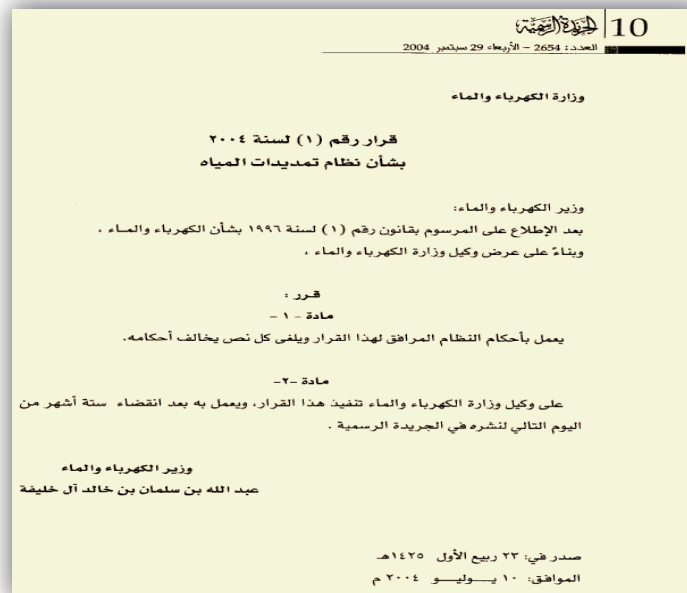 10 الجريدة الرسمية
العدد: 2654 - الأربعاء 29 سبتمبر 2004
وزارة الكهرباء والماء
قرار رقم (١) لسنة ٢٠٠٤
بشأن نظام تمديدات المياه
وزير الكهرباء والماء:
بعد الإطلاع على المرسوم بقانون رقم (١) لسنة ١٩٩٦ بشأن الكهرباء والماء ،
وبناءً على عرض وكيل وزارة الكهرباء والماء ،
قرر :
مادة - ١ -
يعمل بأحكام النظام المرافق لهذا القرار ويلغى كل نص يخالف أحكامه.
مادة -٢-
على وكيل وزارة الكهرباء والماء تنفيذ هذا القرار، ويعمل به بعد انقضاء ستة أشهر من
اليوم التالي لنشره في الجريدة الرسمية .
وزير الكهرباء والماء
عبد الله بن سلمان بن خالد آل خليفة
صدر في: ٢٣ ربيع الأول ١٤٢٥هـ
الموافق: ١٠ يــولـيــو ٢٠٠٤ م